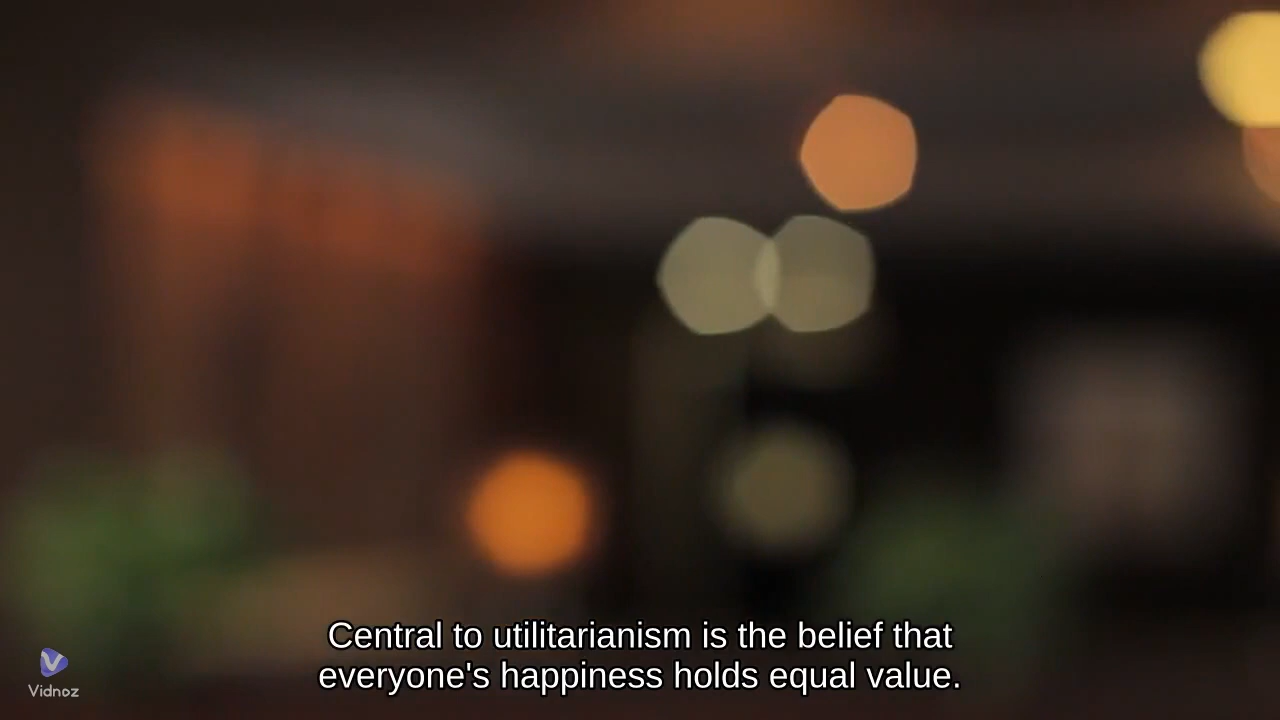 Central to utilitarianism is the belief that
everyone's happiness holds equal value.
Vidnoz